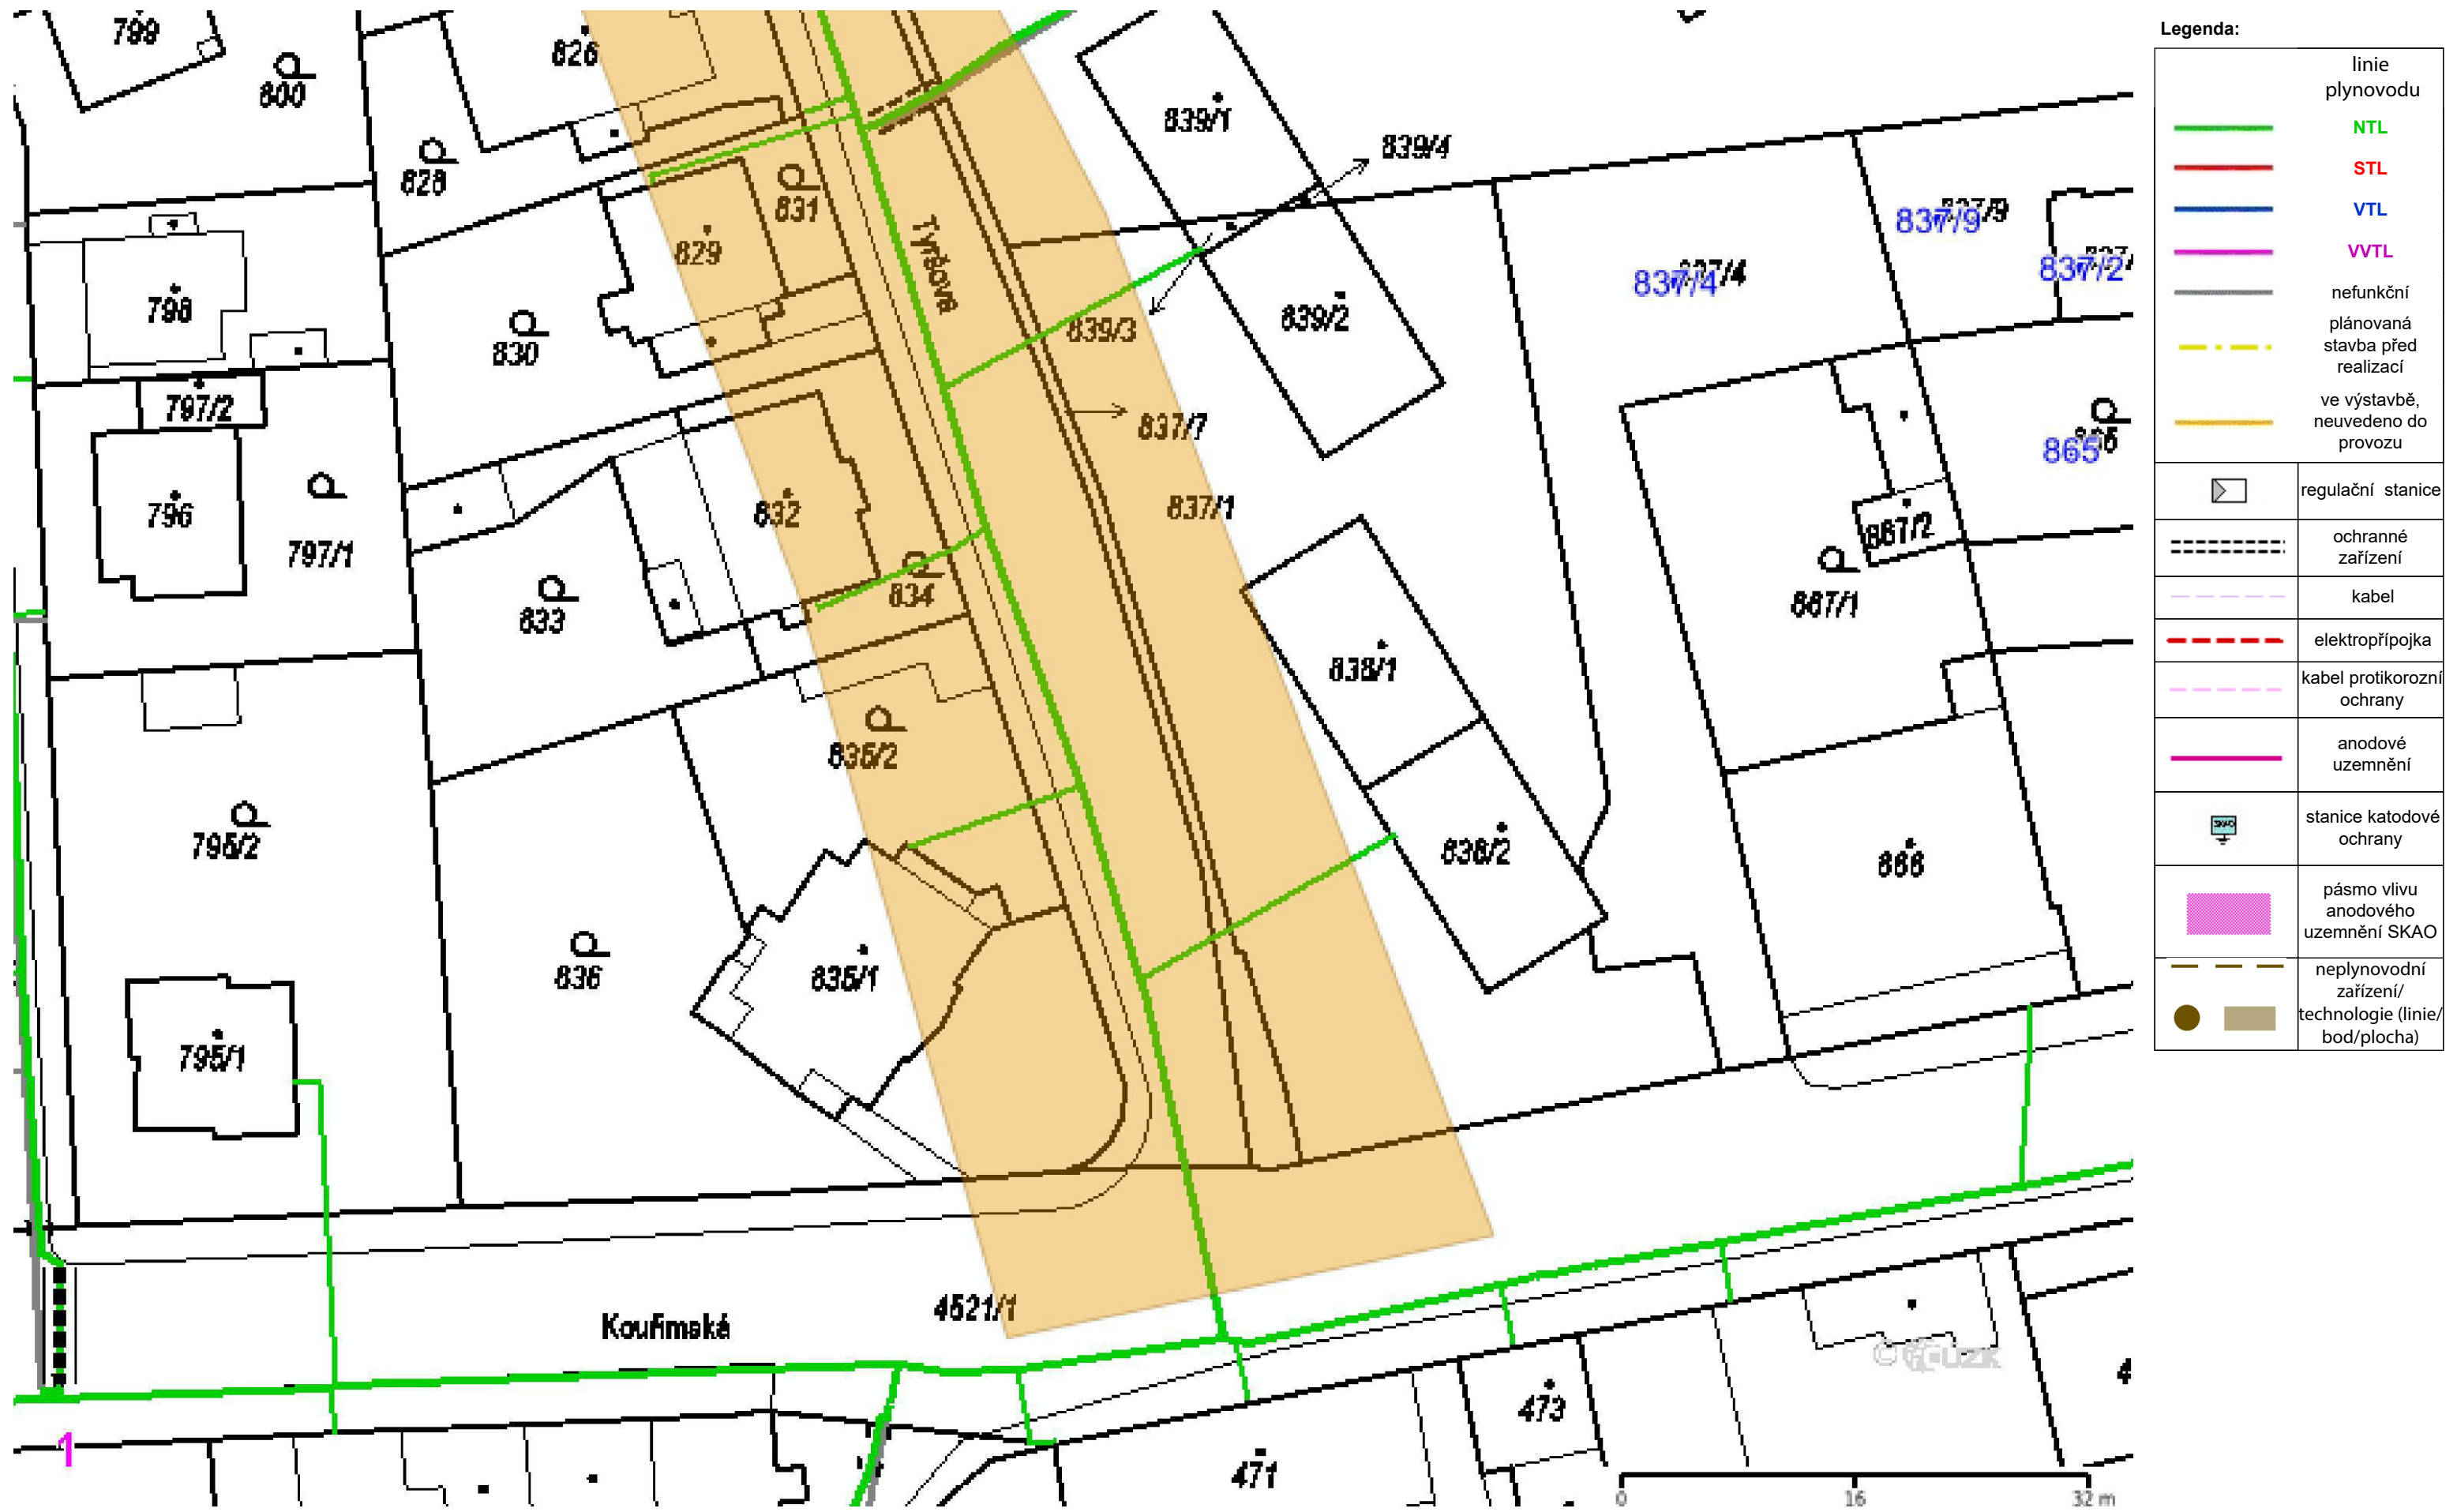 799
800
826
828
798
797/2
796
797/1
795/2
795/1
831
829
830
832
833
834
835/2
836
835/1
Tyršova
839/1
839/4
839/3
839/2
837/7
837/1
838/1
838/2
837/4
837/9
837/2
865
867/2
867/1
866
4521/1
Kouřimská
471
473
1
0 16 32 m
Legenda:
linie
plynovodu
NTL
STL
VTL
VVTL
nefunkční
plánovaná
stavba před
realizací
ve výstavbě,
neuvedeno do
provozu
regulační stanice
ochranné
zařízení
kabel
elektropřípojka
kabel protikorozní
ochrany
anodové
uzemnění
SKAO
stanice katodové
ochrany
pásmo vlivu
anodového
uzemnění SKAO
neplynovodní
zařízení/
technologie (linie/
bod/plocha)